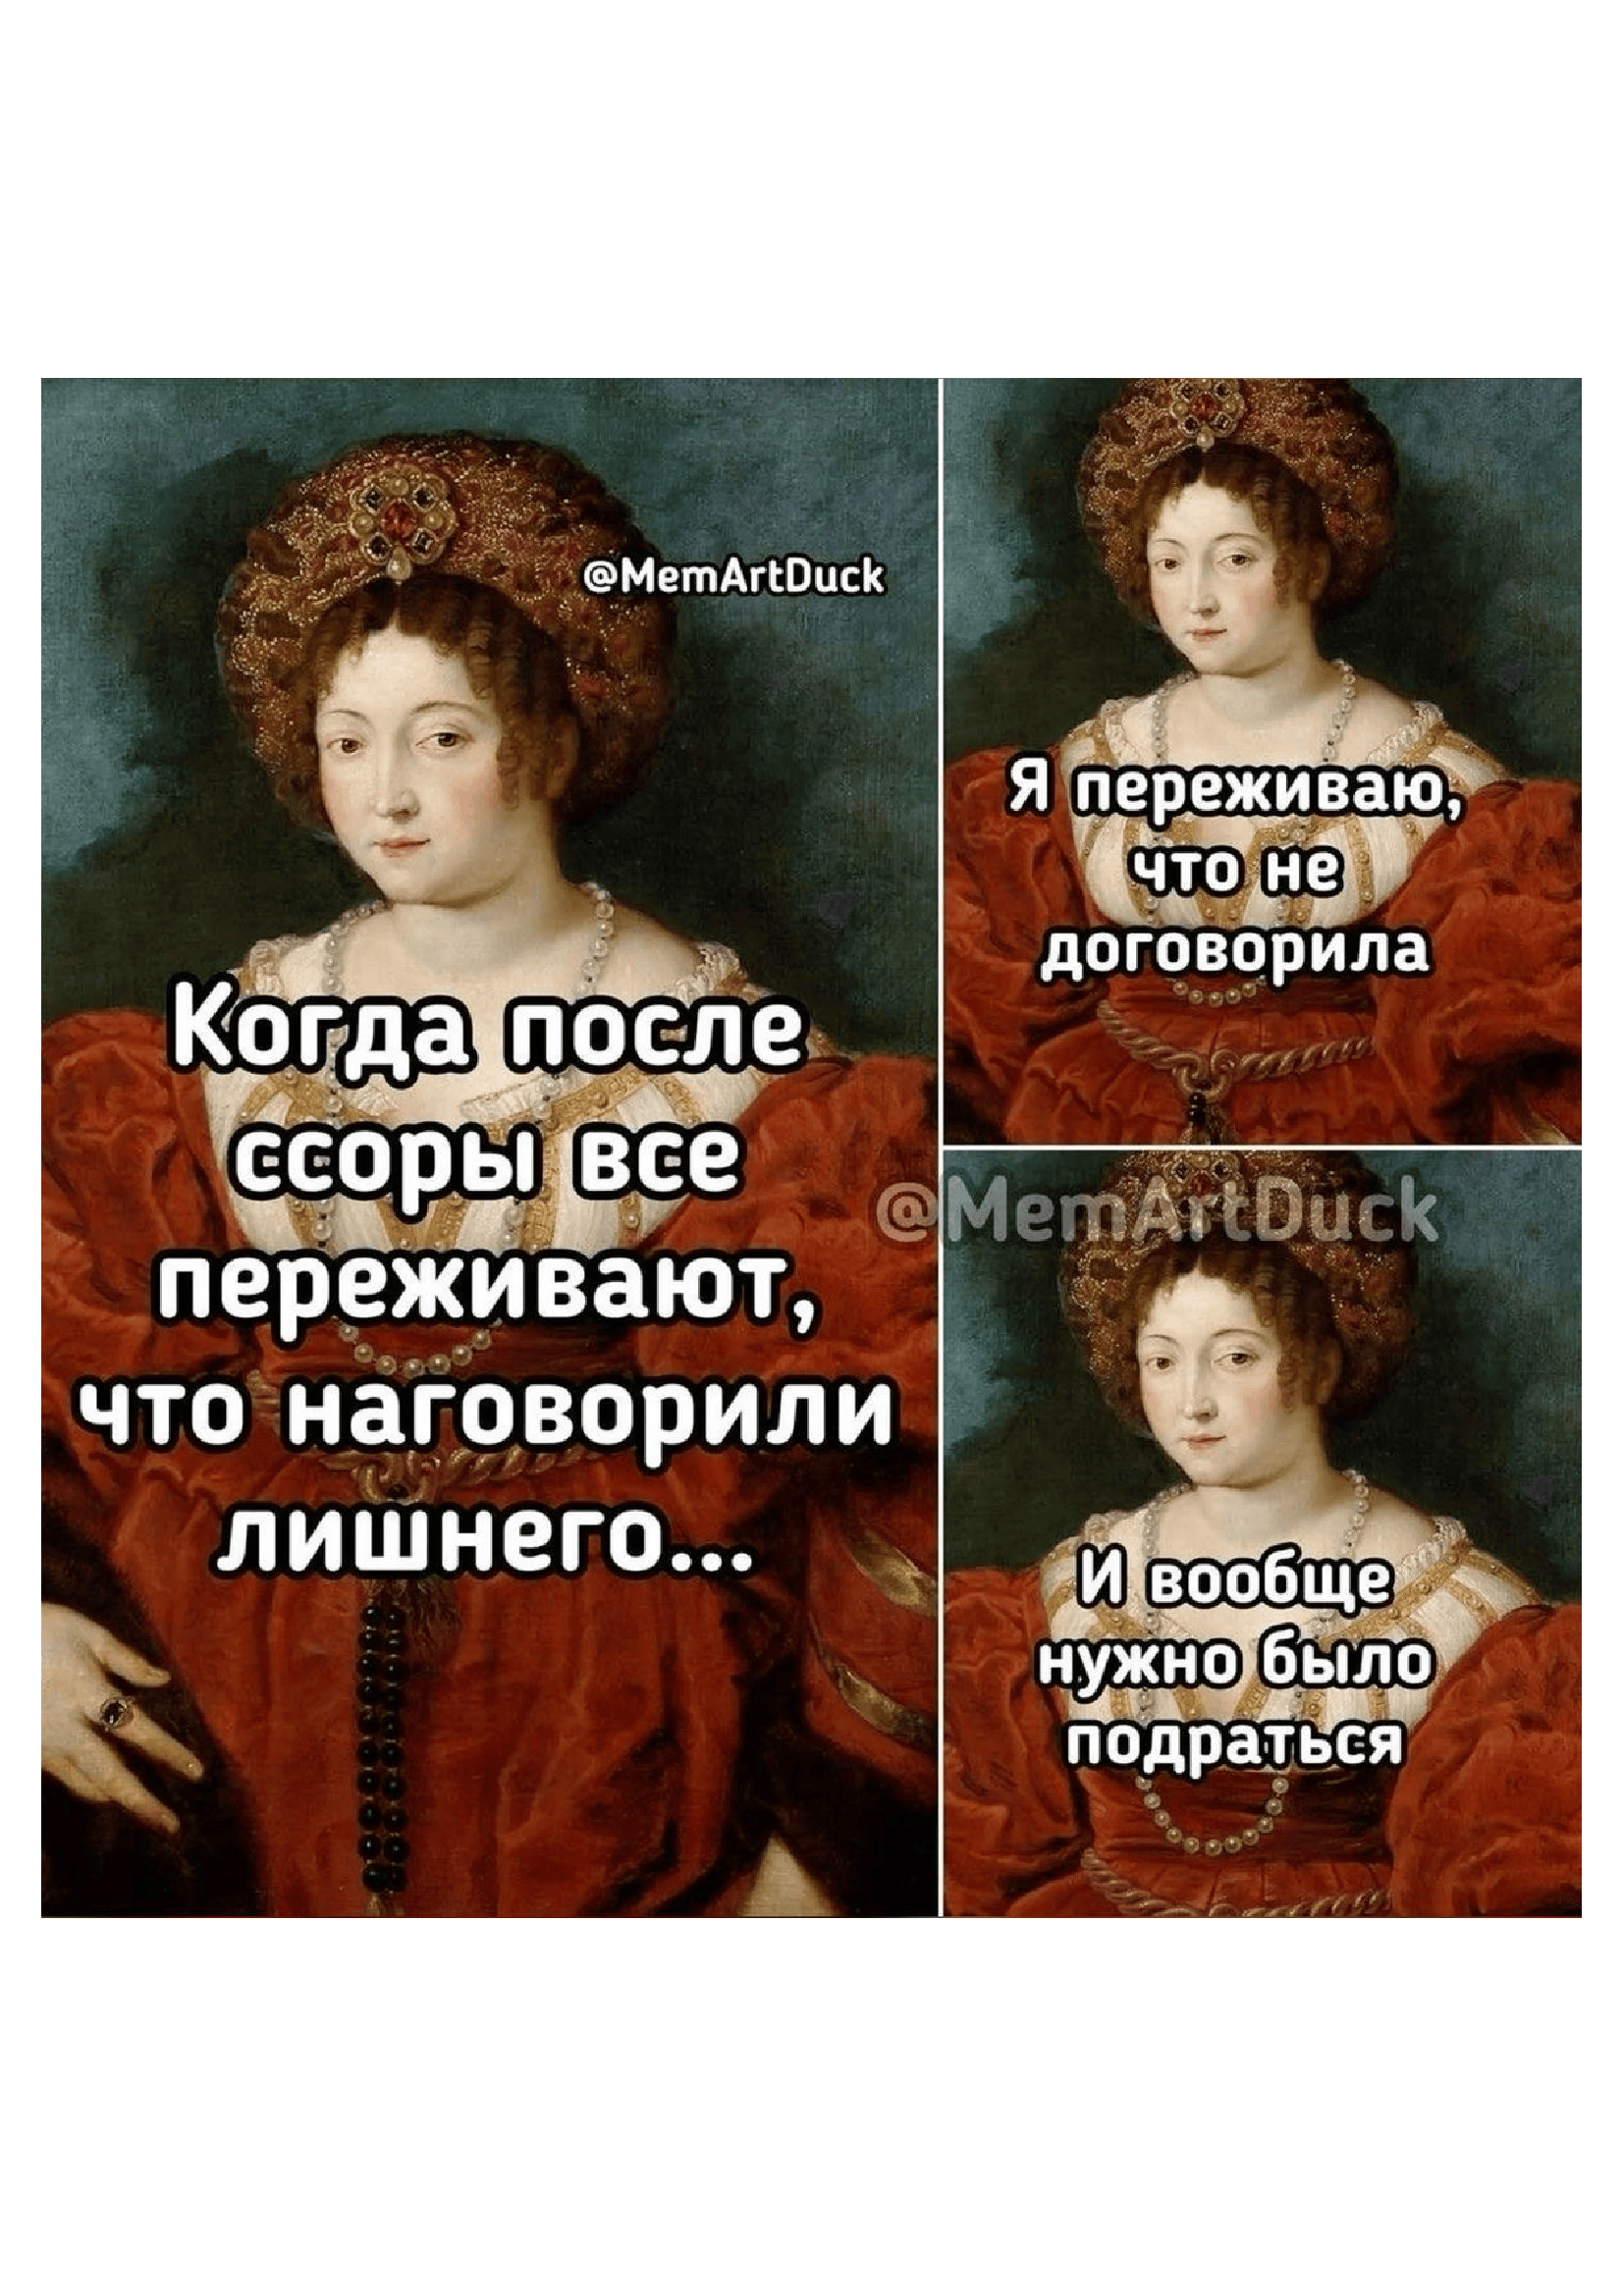 @MemArtDuck
Когда после
ссоры все
переживают,
что наговорили
лишнего...
Я переживаю,
что не
договорила
@MemArtDuck
И вообще
нужно было
подраться